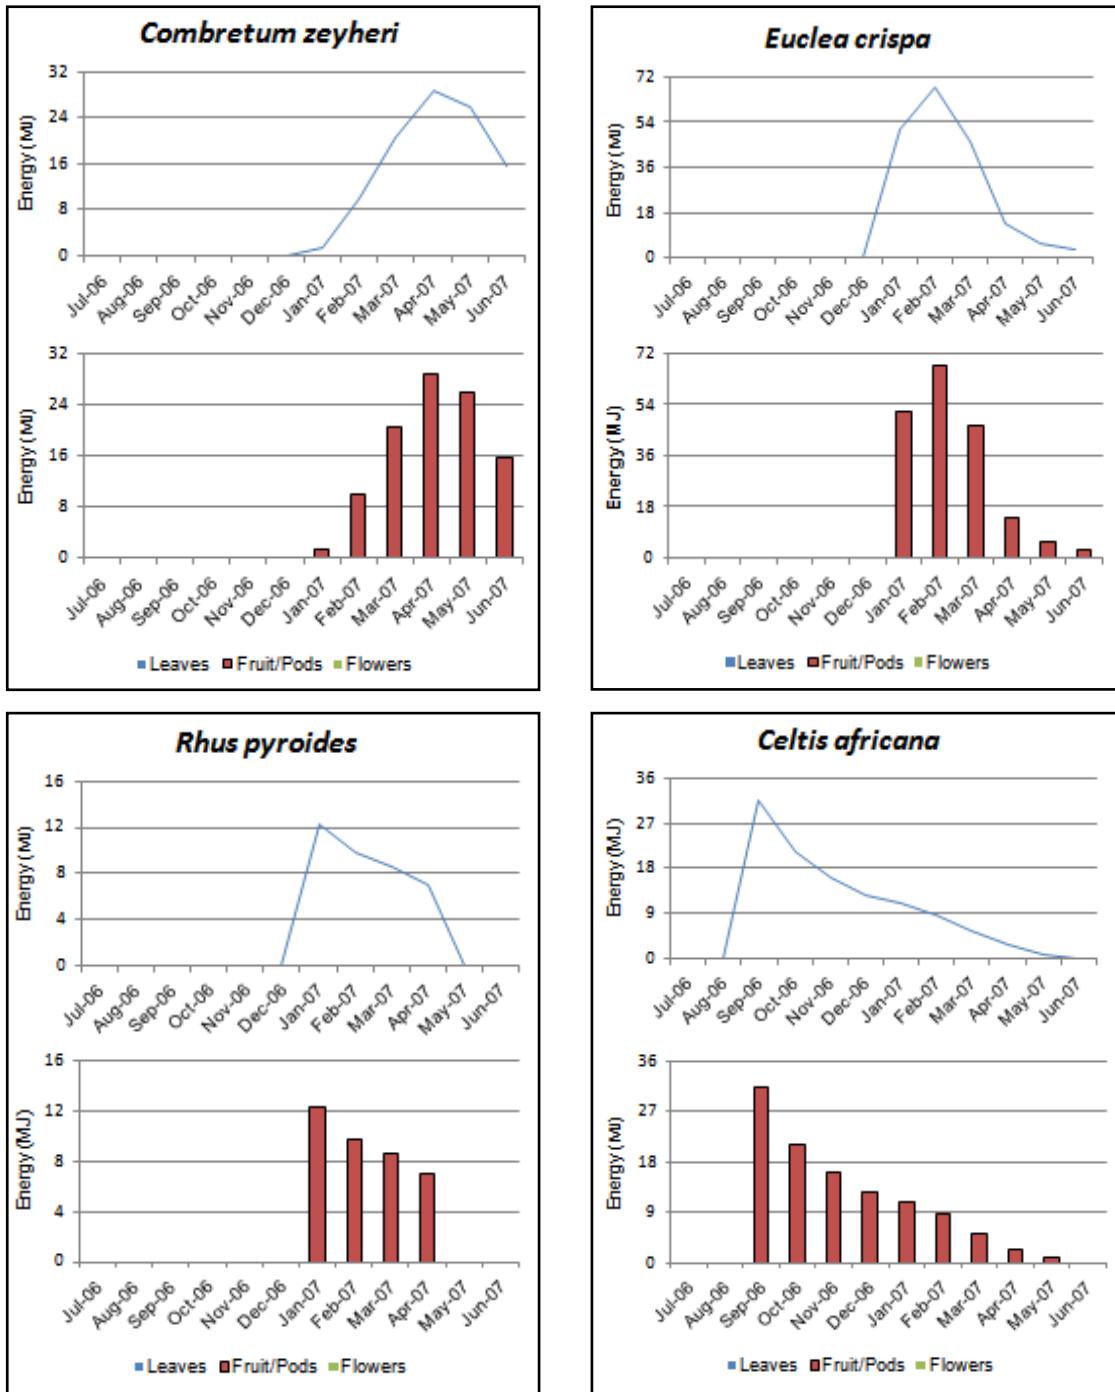 Combretum zeyheri
32
24
16
8
0
Energy (MJ)
Jul-06 Aug-06 Sep-06 Oct-06 Nov-06 Dec-06 Jan-07 Feb-07 Mar-07 Apr-07 May-07 Jun-07
32
24
16
8
0
Energy (MJ)
Jul-06 Aug-06 Sep-06 Oct-06 Nov-06 Dec-06 Jan-07 Feb-07 Mar-07 Apr-07 May-07 Jun-07
Leaves Fruit/Pods Flowers
Euclea crispa
72
54
36
18
0
Energy (MJ)
Jul-06 Aug-06 Sep-06 Oct-06 Nov-06 Dec-06 Jan-07 Feb-07 Mar-07 Apr-07 May-07 Jun-07
72
54
36
18
0
Energy (MJ)
Jul-06 Aug-06 Sep-06 Oct-06 Nov-06 Dec-06 Jan-07 Feb-07 Mar-07 Apr-07 May-07 Jun-07
Leaves Fruit/Pods Flowers
Rhus pyroides
16
12
8
4
0
Energy (MJ)
Jul-06 Aug-06 Sep-06 Oct-06 Nov-06 Dec-06 Jan-07 Feb-07 Mar-07 Apr-07 May-07 Jun-07
16
12
8
4
0
Energy (MJ)
Jul-06 Aug-06 Sep-06 Oct-06 Nov-06 Dec-06 Jan-07 Feb-07 Mar-07 Apr-07 May-07 Jun-07
Leaves Fruit/Pods Flowers
Celtis africana
36
27
18
9
0
Energy (MJ)
Jul-06 Aug-06 Sep-06 Oct-06 Nov-06 Dec-06 Jan-07 Feb-07 Mar-07 Apr-07 May-07 Jun-07
36
27
18
9
0
Energy (MJ)
Jul-06 Aug-06 Sep-06 Oct-06 Nov-06 Dec-06 Jan-07 Feb-07 Mar-07 Apr-07 May-07 Jun-07
Leaves Fruit/Pods Flowers